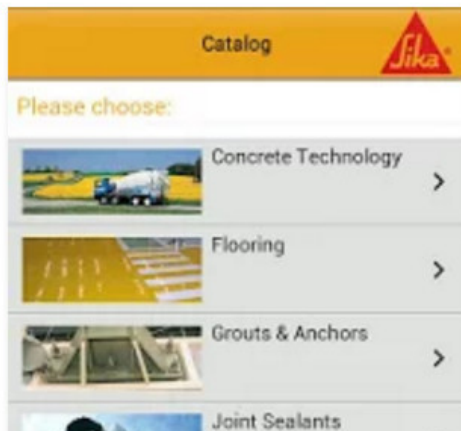 Catalog
Sika
Please choose:
Concrete Technology
Flooring
Grouts & Anchors
Joint Sealants